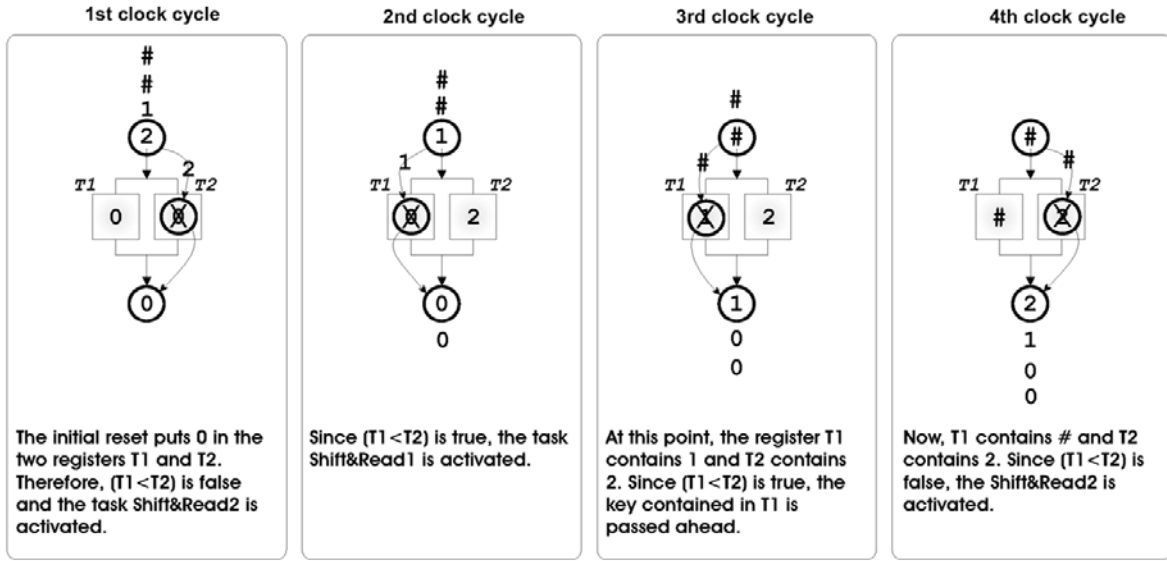 1st clock cycle
2nd clock cycle
3rd clock cycle
4th clock cycle
#
#
1
2
2
T1
T2
0
0
0
The initial reset puts 0 in the
two registers T1 and T2.
Therefore, (T1<T2) is false
and the task Shift&Read2 is
activated.
#
#
1
1
T1
T2
0
2
0
0
Since (T1<T2) is true, the task
Shift&Read1 is activated.
#
#
#
T1
T2
1
2
1
0
0
At this point, the register T1
contains 1 and T2 contains
2. Since (T1<T2) is true, the
key contained in T1 is
passed ahead.
#
#
T1
T2
#
2
2
1
0
0
Now, T1 contains # and T2
contains 2. Since (T1<T2) is
false, the Shift&Read2 is
activated.